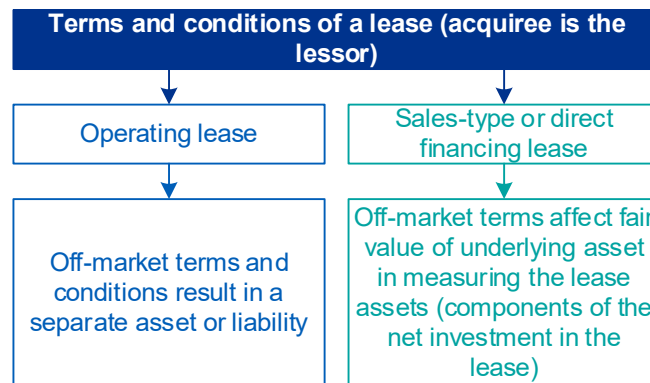 Terms and conditions of a lease (acquiree is the
lessor)
Operating lease
Sales-type or direct
financing lease
Off-market terms and
conditions result in a
separate asset or liability
Off-market terms affect fair
value of underlying asset
in measuring the lease
assets (components of the
net investment in the
lease)